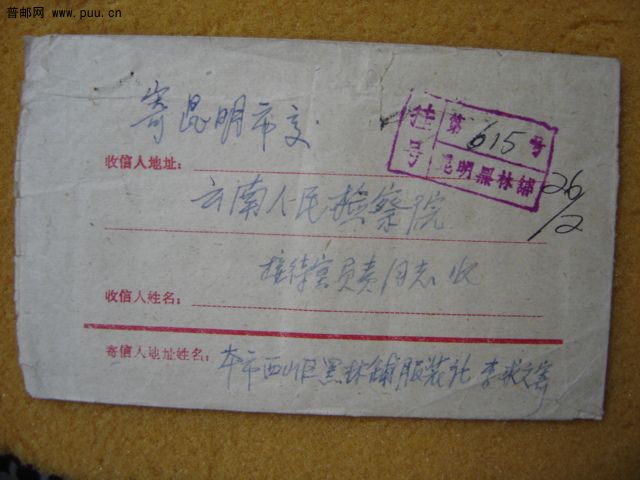 普邮网 www.puu.cn
寄昆明市交
挂号 第615号
昆明黑林铺
26/2
收信人地址：
云南人民检察院
接待室负责同志收
收信人姓名：
寄信人地址姓名：本市西山区黑林铺服装社 李 文寄